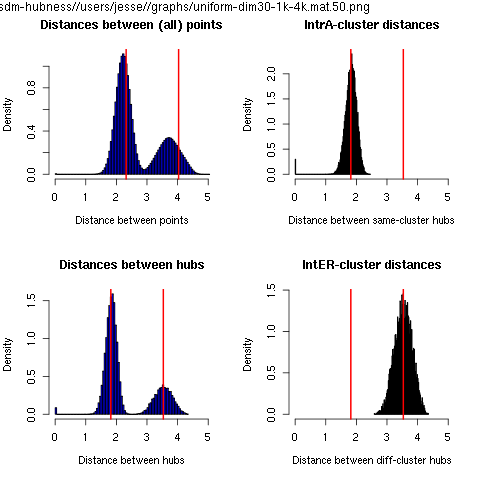 sdm-hubness//users/jesse//graphs/uniform-dim30-1k-4k.mat.50.png
Distances between (all) points
Density
0.0 0.4 0.8
0 1 2 3 4 5
Distance between points
IntrA-cluster distances
Density
0.0 0.5 1.0 1.5 2.0
0 1 2 3 4 5
Distance between same-cluster hubs
Distances between hubs
Density
0.0 0.5 1.0 1.5
0 1 2 3 4 5
Distance between hubs
IntER-cluster distances
Density
0.0 0.5 1.0 1.5
0 1 2 3 4 5
Distance between diff-cluster hubs